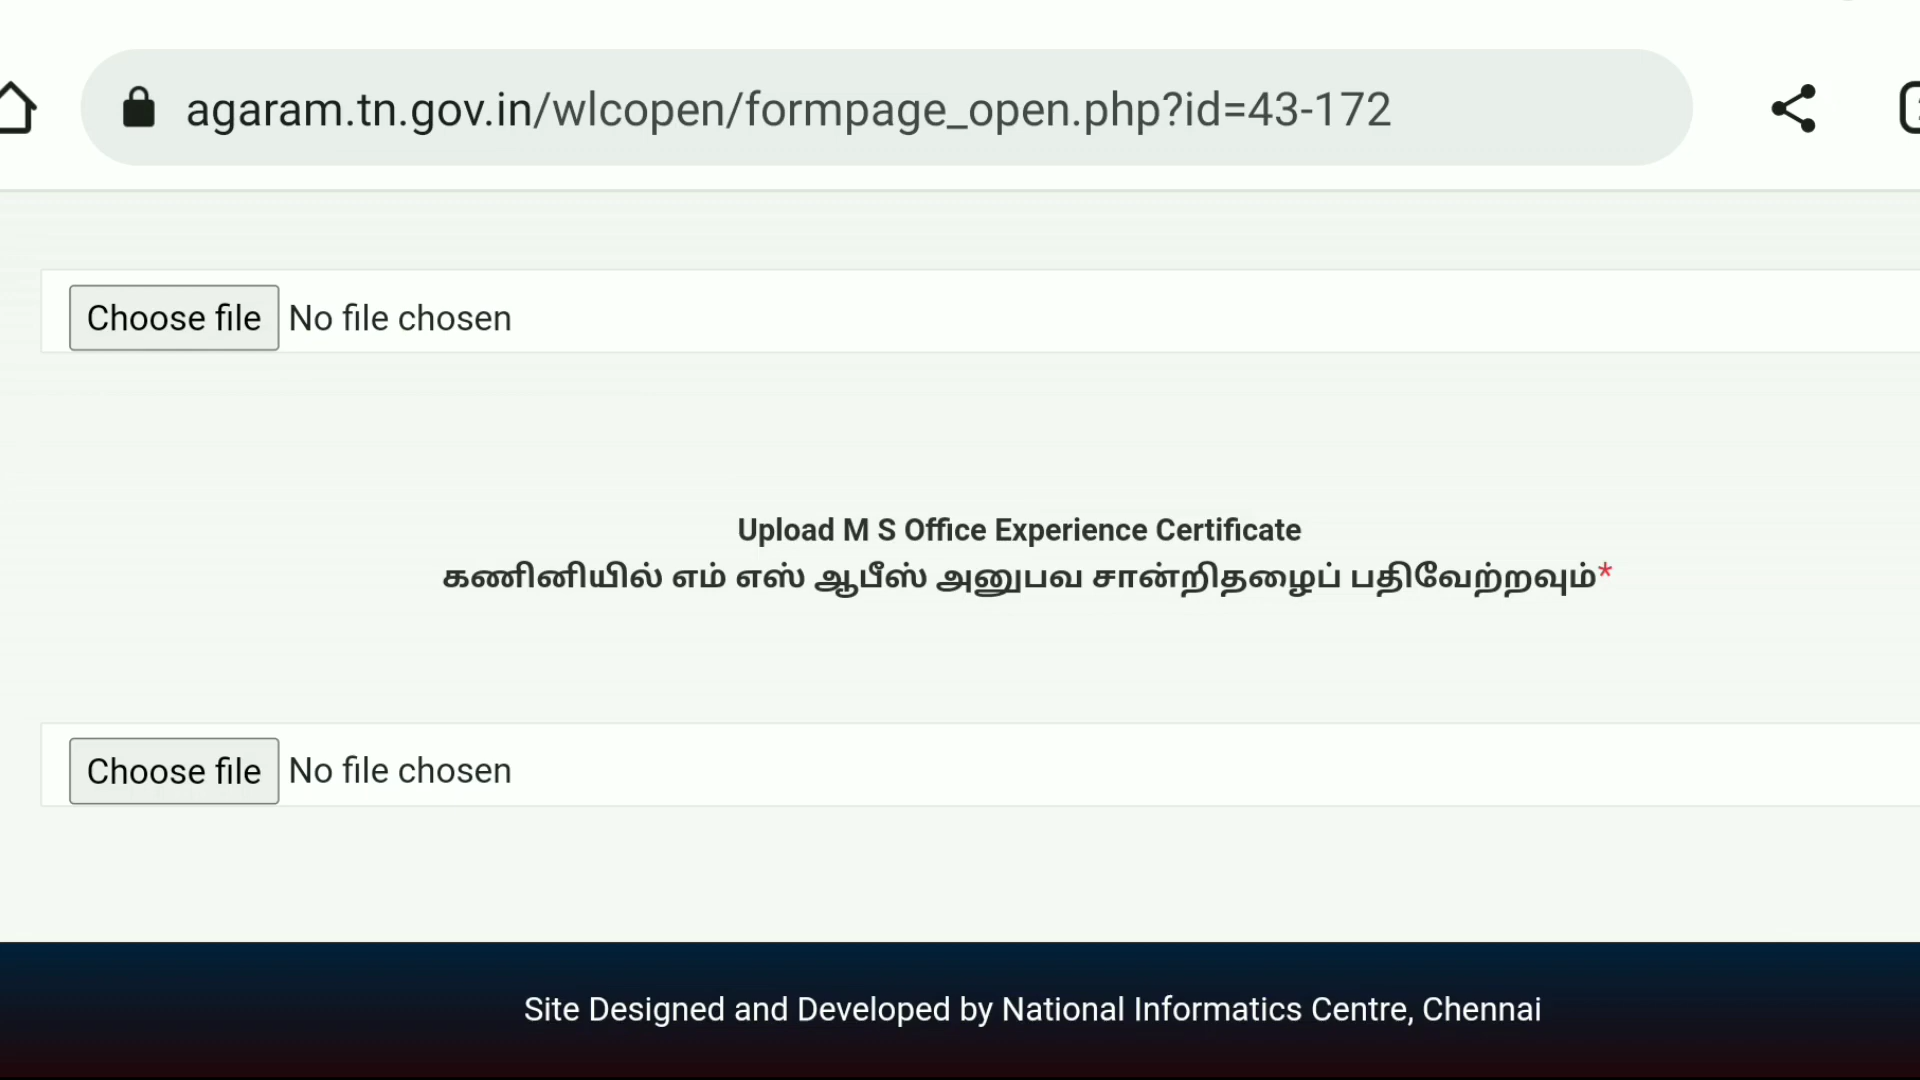 agaram.tn.gov.in/wlcopen/formpage_open.php?id=43-172
Choose file No file chosen
Upload M S Office Experience Certificate
கணினியில் எம் எஸ் ஆபீஸ் அனுபவ சான்றிதழைப் பதிவேற்றவும்*
Choose file No file chosen
Site Designed and Developed by National Informatics Centre, Chennai